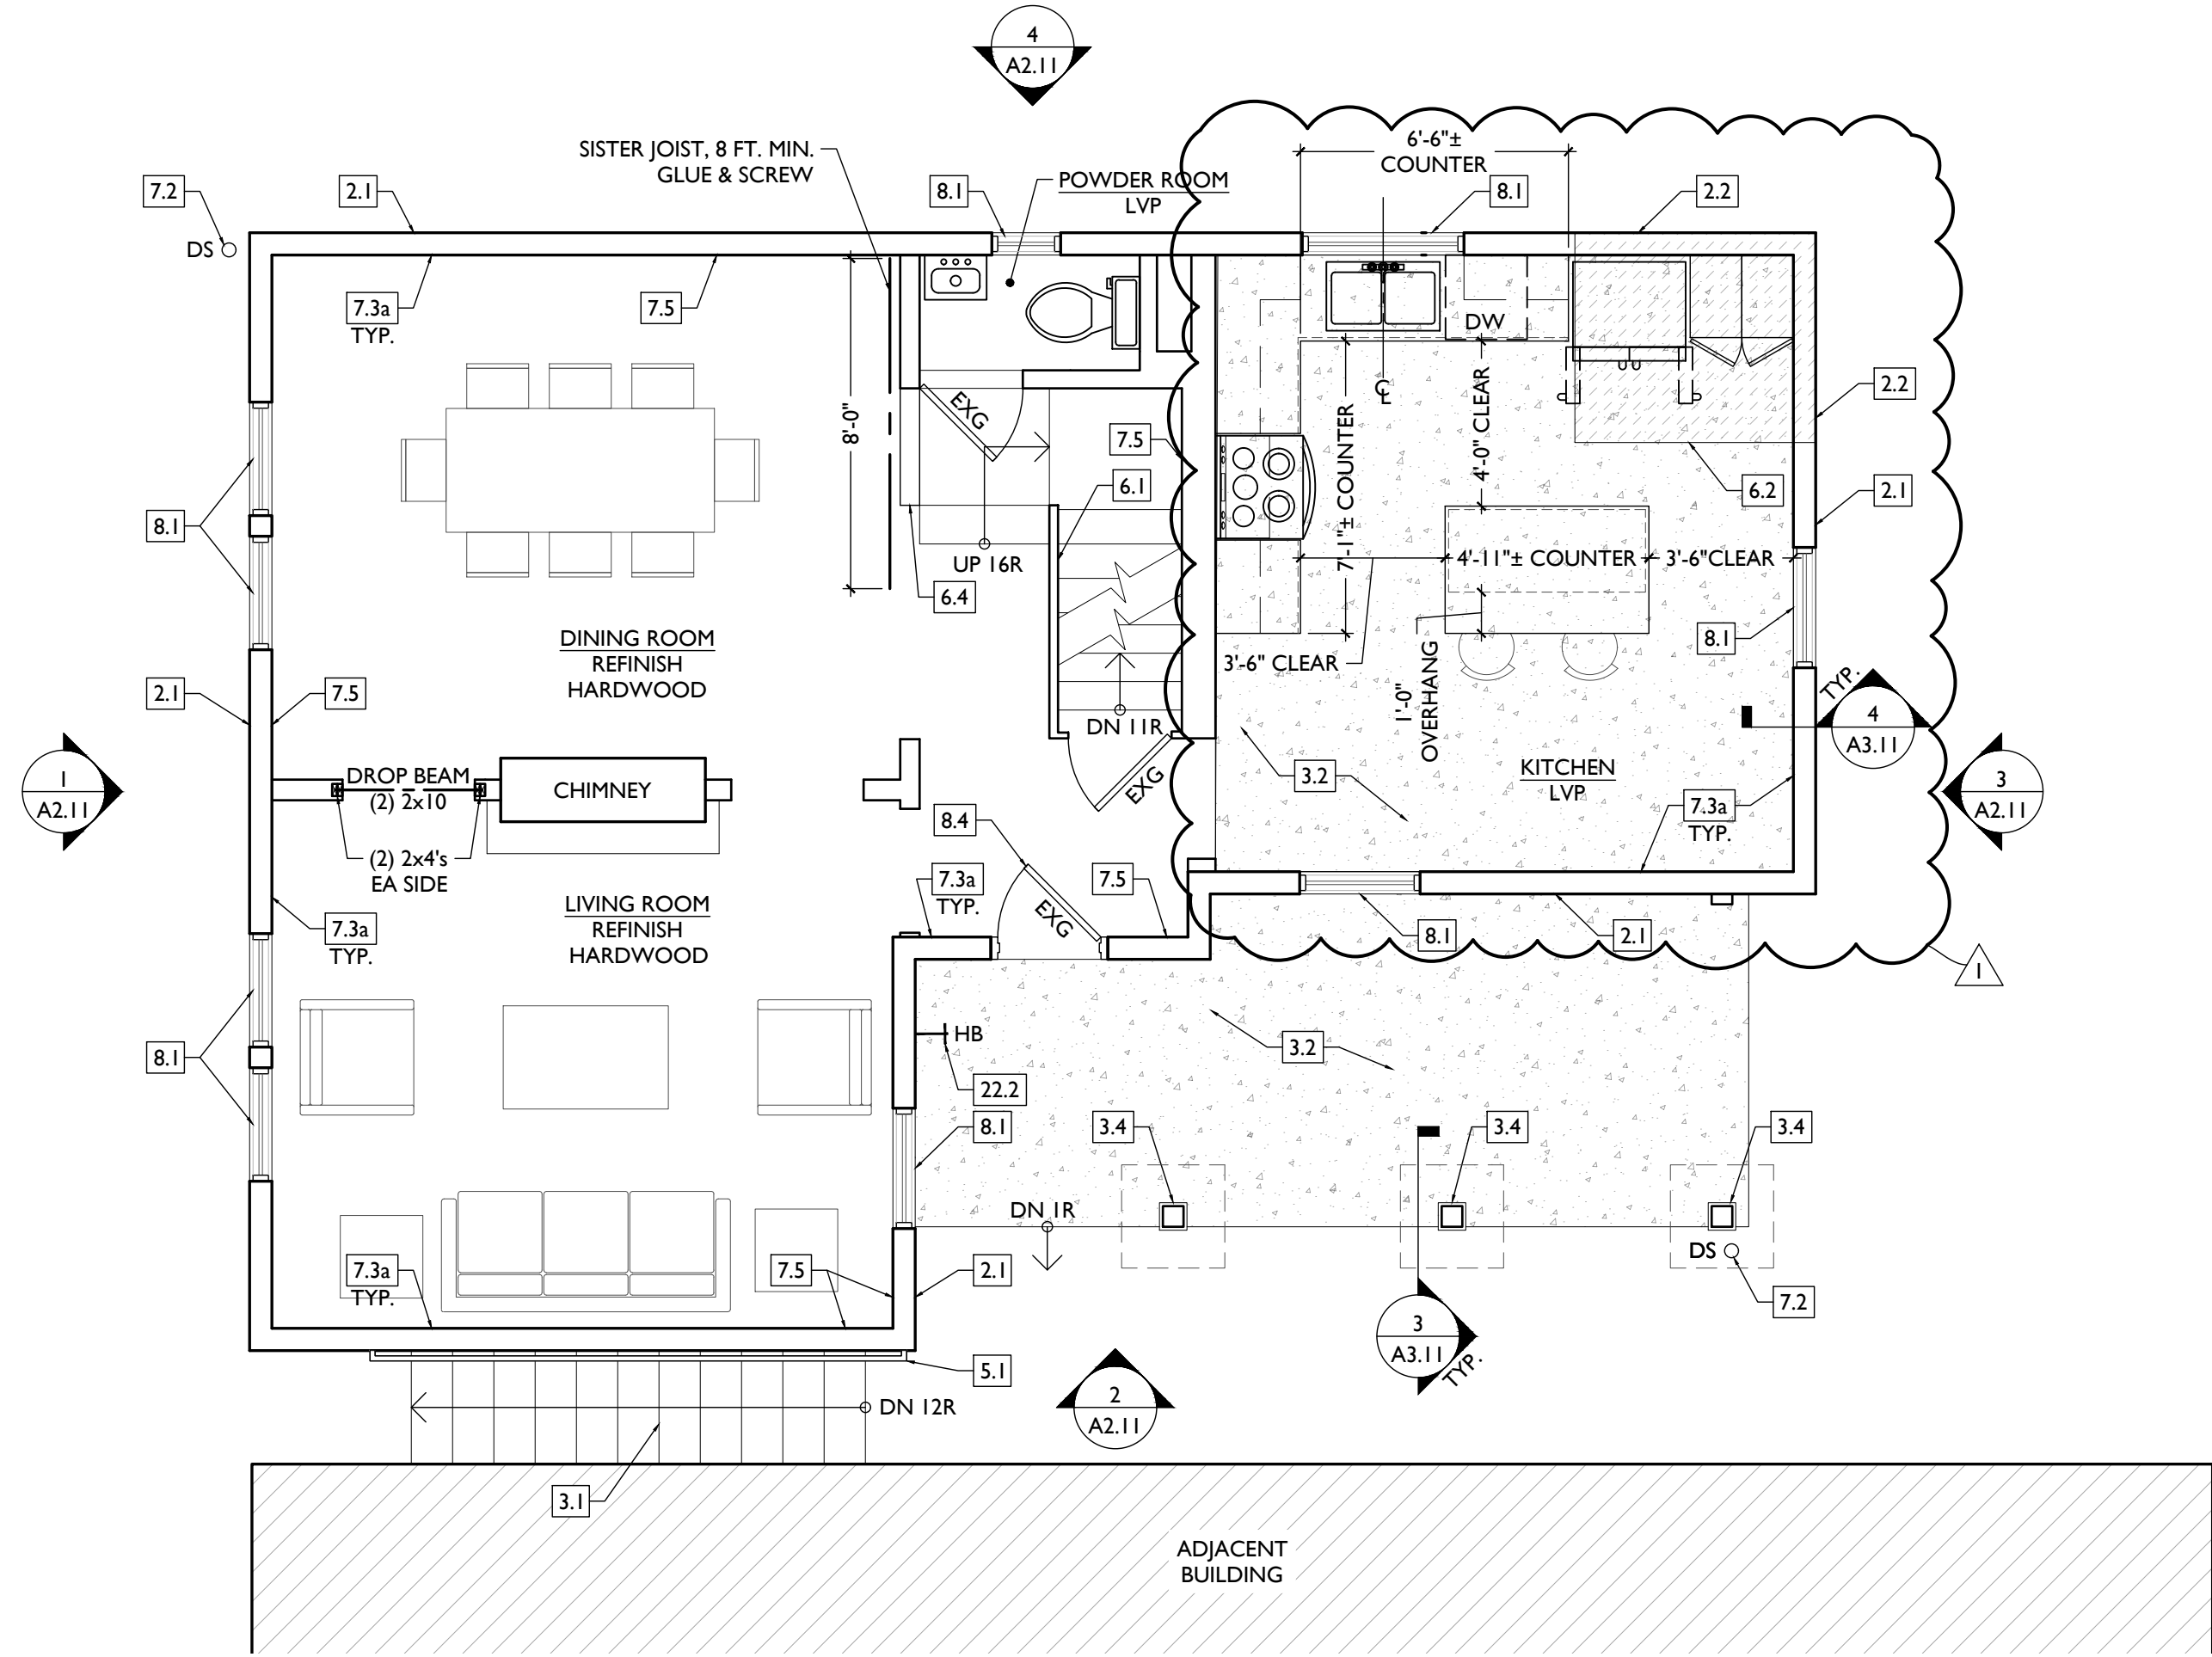 4
A2.11
6'-6"±
COUNTER
SISTER JOIST, 8 FT. MIN.
GLUE & SCREW
POWDER ROOM
LVP
7.2
2.1
8.1
8.1
2.2
DS
7.3a
TYP.
7.5
DW
℄
EXG
8'-0"
7'-1"± COUNTER
4'-0" CLEAR
2.2
7.5
6.1
6.2
2.1
8.1
UP 16R
6.4
4'-11"± COUNTER
3'-6"CLEAR
8.1
3'-6" CLEAR
1'-0"
OVERHANG
DINING ROOM
REFINISH
HARDWOOD
2.1
7.5
DN 11R
TYP.
4
A3.11
EXG
KITCHEN
LVP
3.2
1
A2.11
DROP BEAM
(2) 2x10
CHIMNEY
3
A2.11
7.3a
TYP.
8.4
(2) 2x4's
EA SIDE
7.3a
TYP.
7.5
LIVING ROOM
REFINISH
HARDWOOD
7.3a
TYP.
EXG
8.1
2.1
1
HB
3.2
8.1
22.2
8.1
3.4
3.4
3.4
DN 1R
DS
7.3a
TYP.
7.5
2.1
7.2
3
A3.11
TYP.
5.1
2
A2.11
DN 12R
3.1
ADJACENT
BUILDING